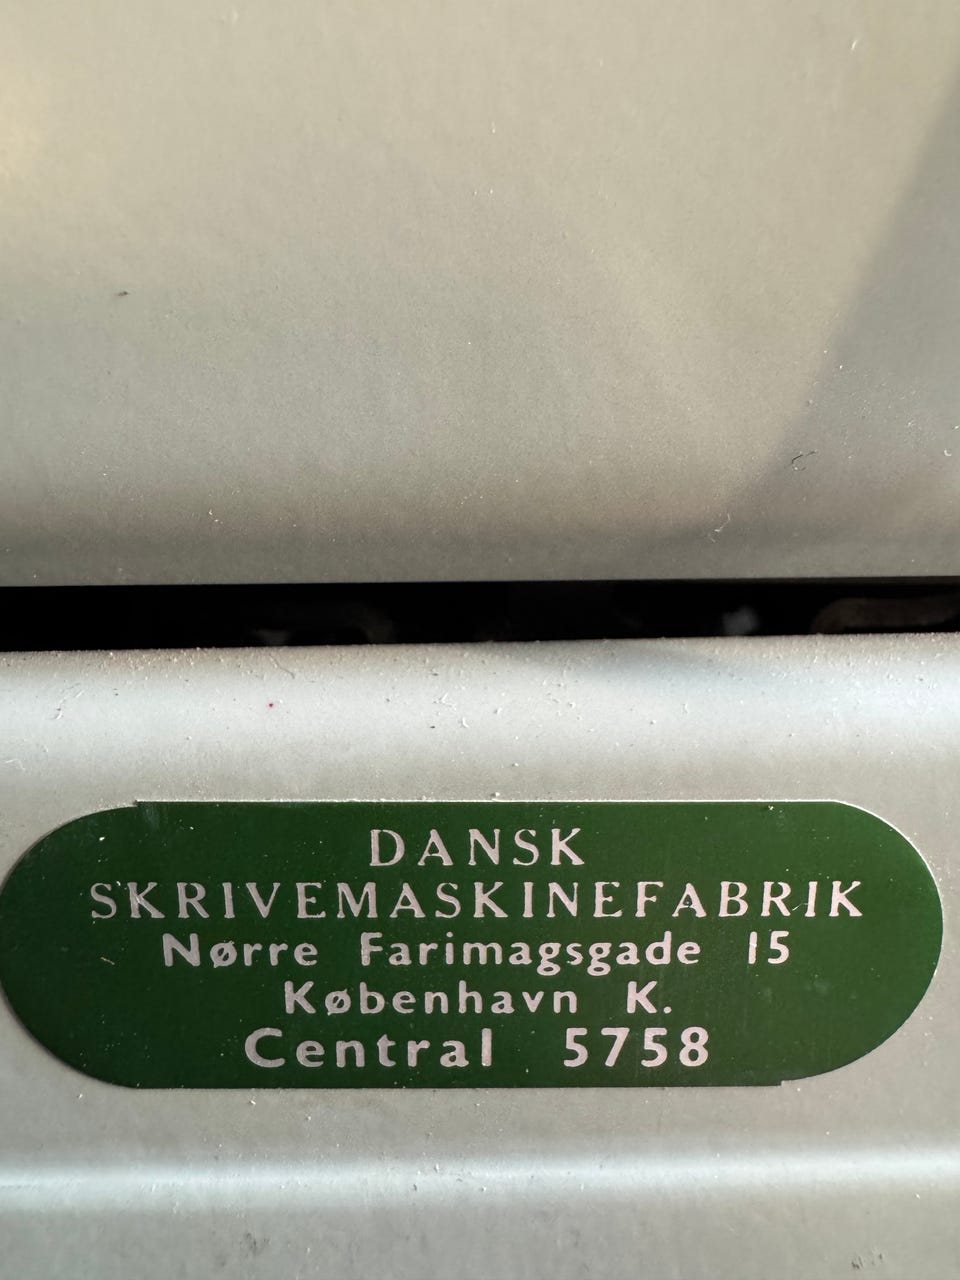 DANSK
SKRIVEMASKINEFABRIK
Nørre Farimagsgade 15
København K.
Central 5758